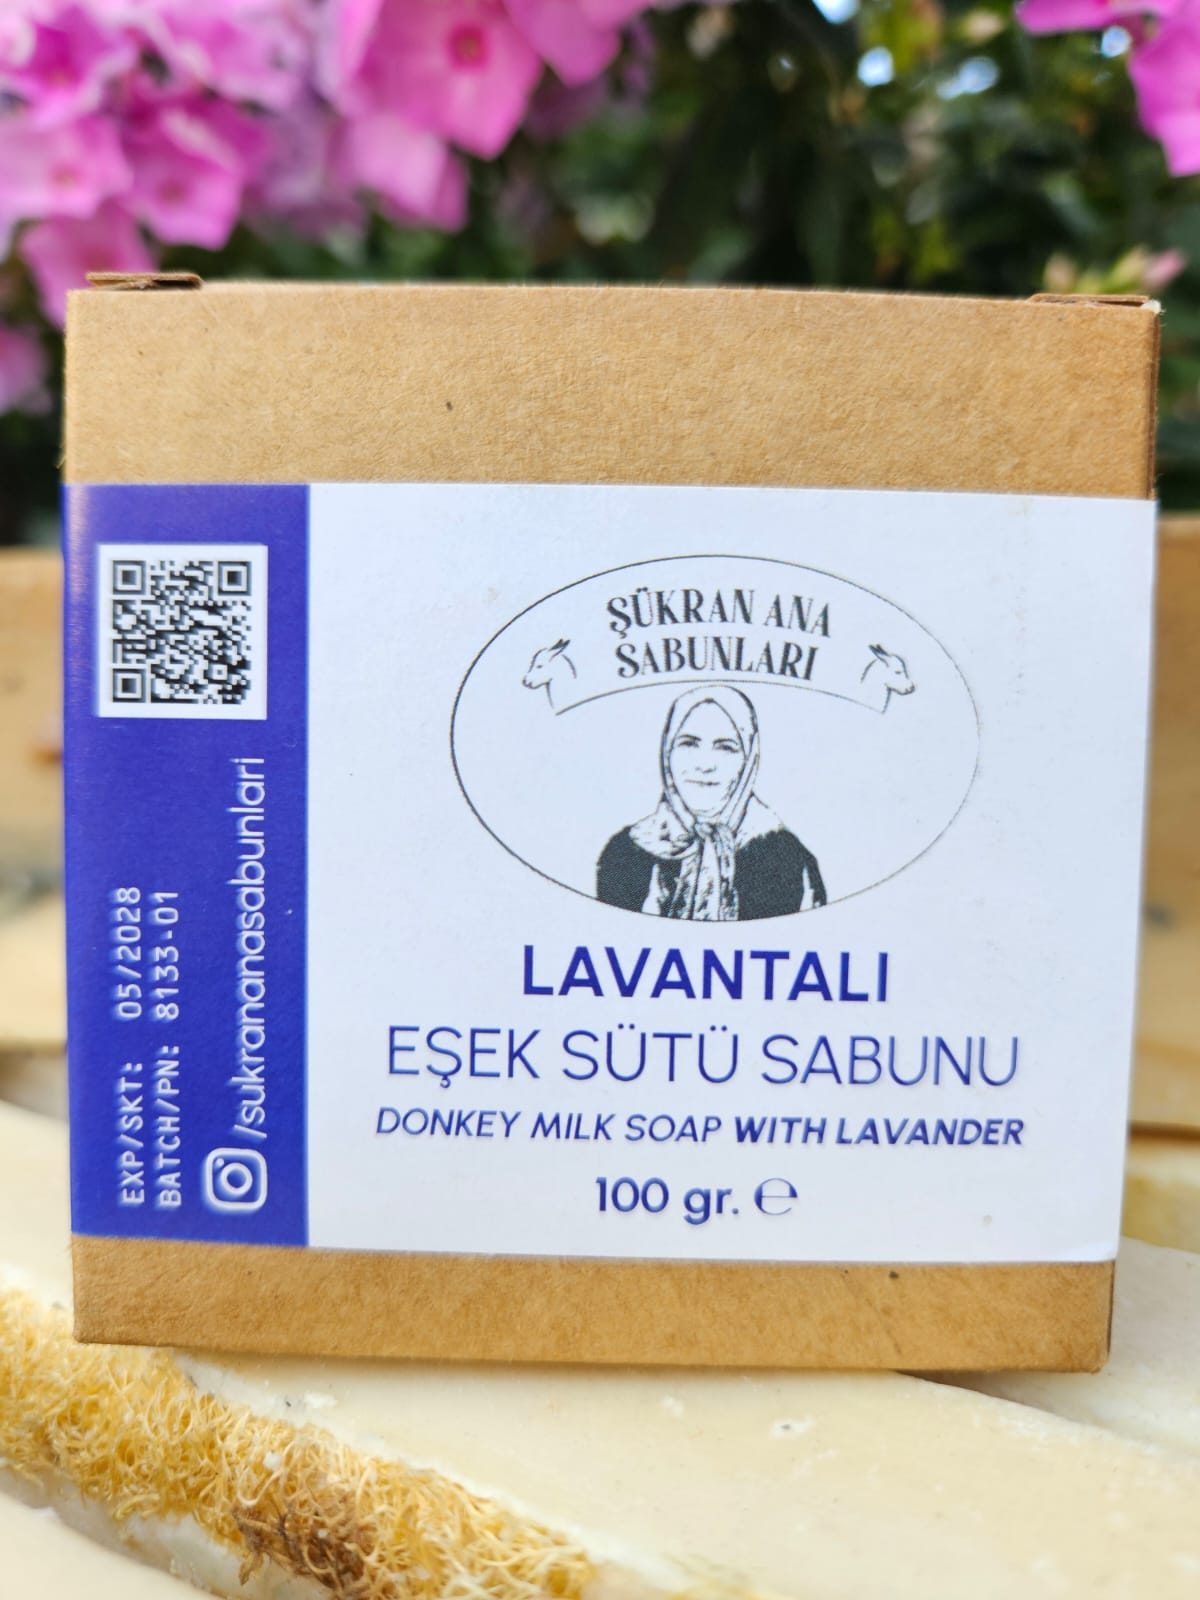 ŞÜKRAN ANA
SABUNLARI
LAVANTALI
EŞEK SÜTÜ SABUNU
DONKEY MILK SOAP WITH LAVANDER
100 gr. ℮
EXP/SKT: 05/2028
BATCH/PN: 8133-01
/sukrananasabunlari